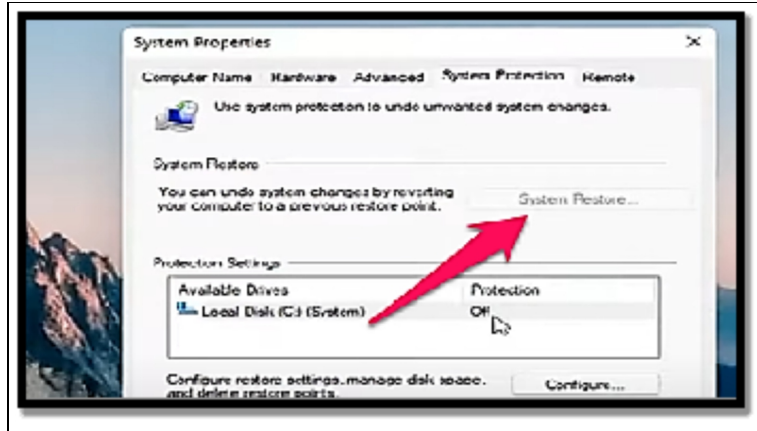 System Properties
Computer Name Hardware Advanced System Protection Remote
Use system protection to undo unwanted system changes.
System Restore
You can undo system changes by reverting
your computer to a previous restore point.
System Restore...
Protection Settings
Available Drives Protection
Local Disk (C:) (System) Off
Configure restore settings, manage disk space,
and delete restore points.
Configure...